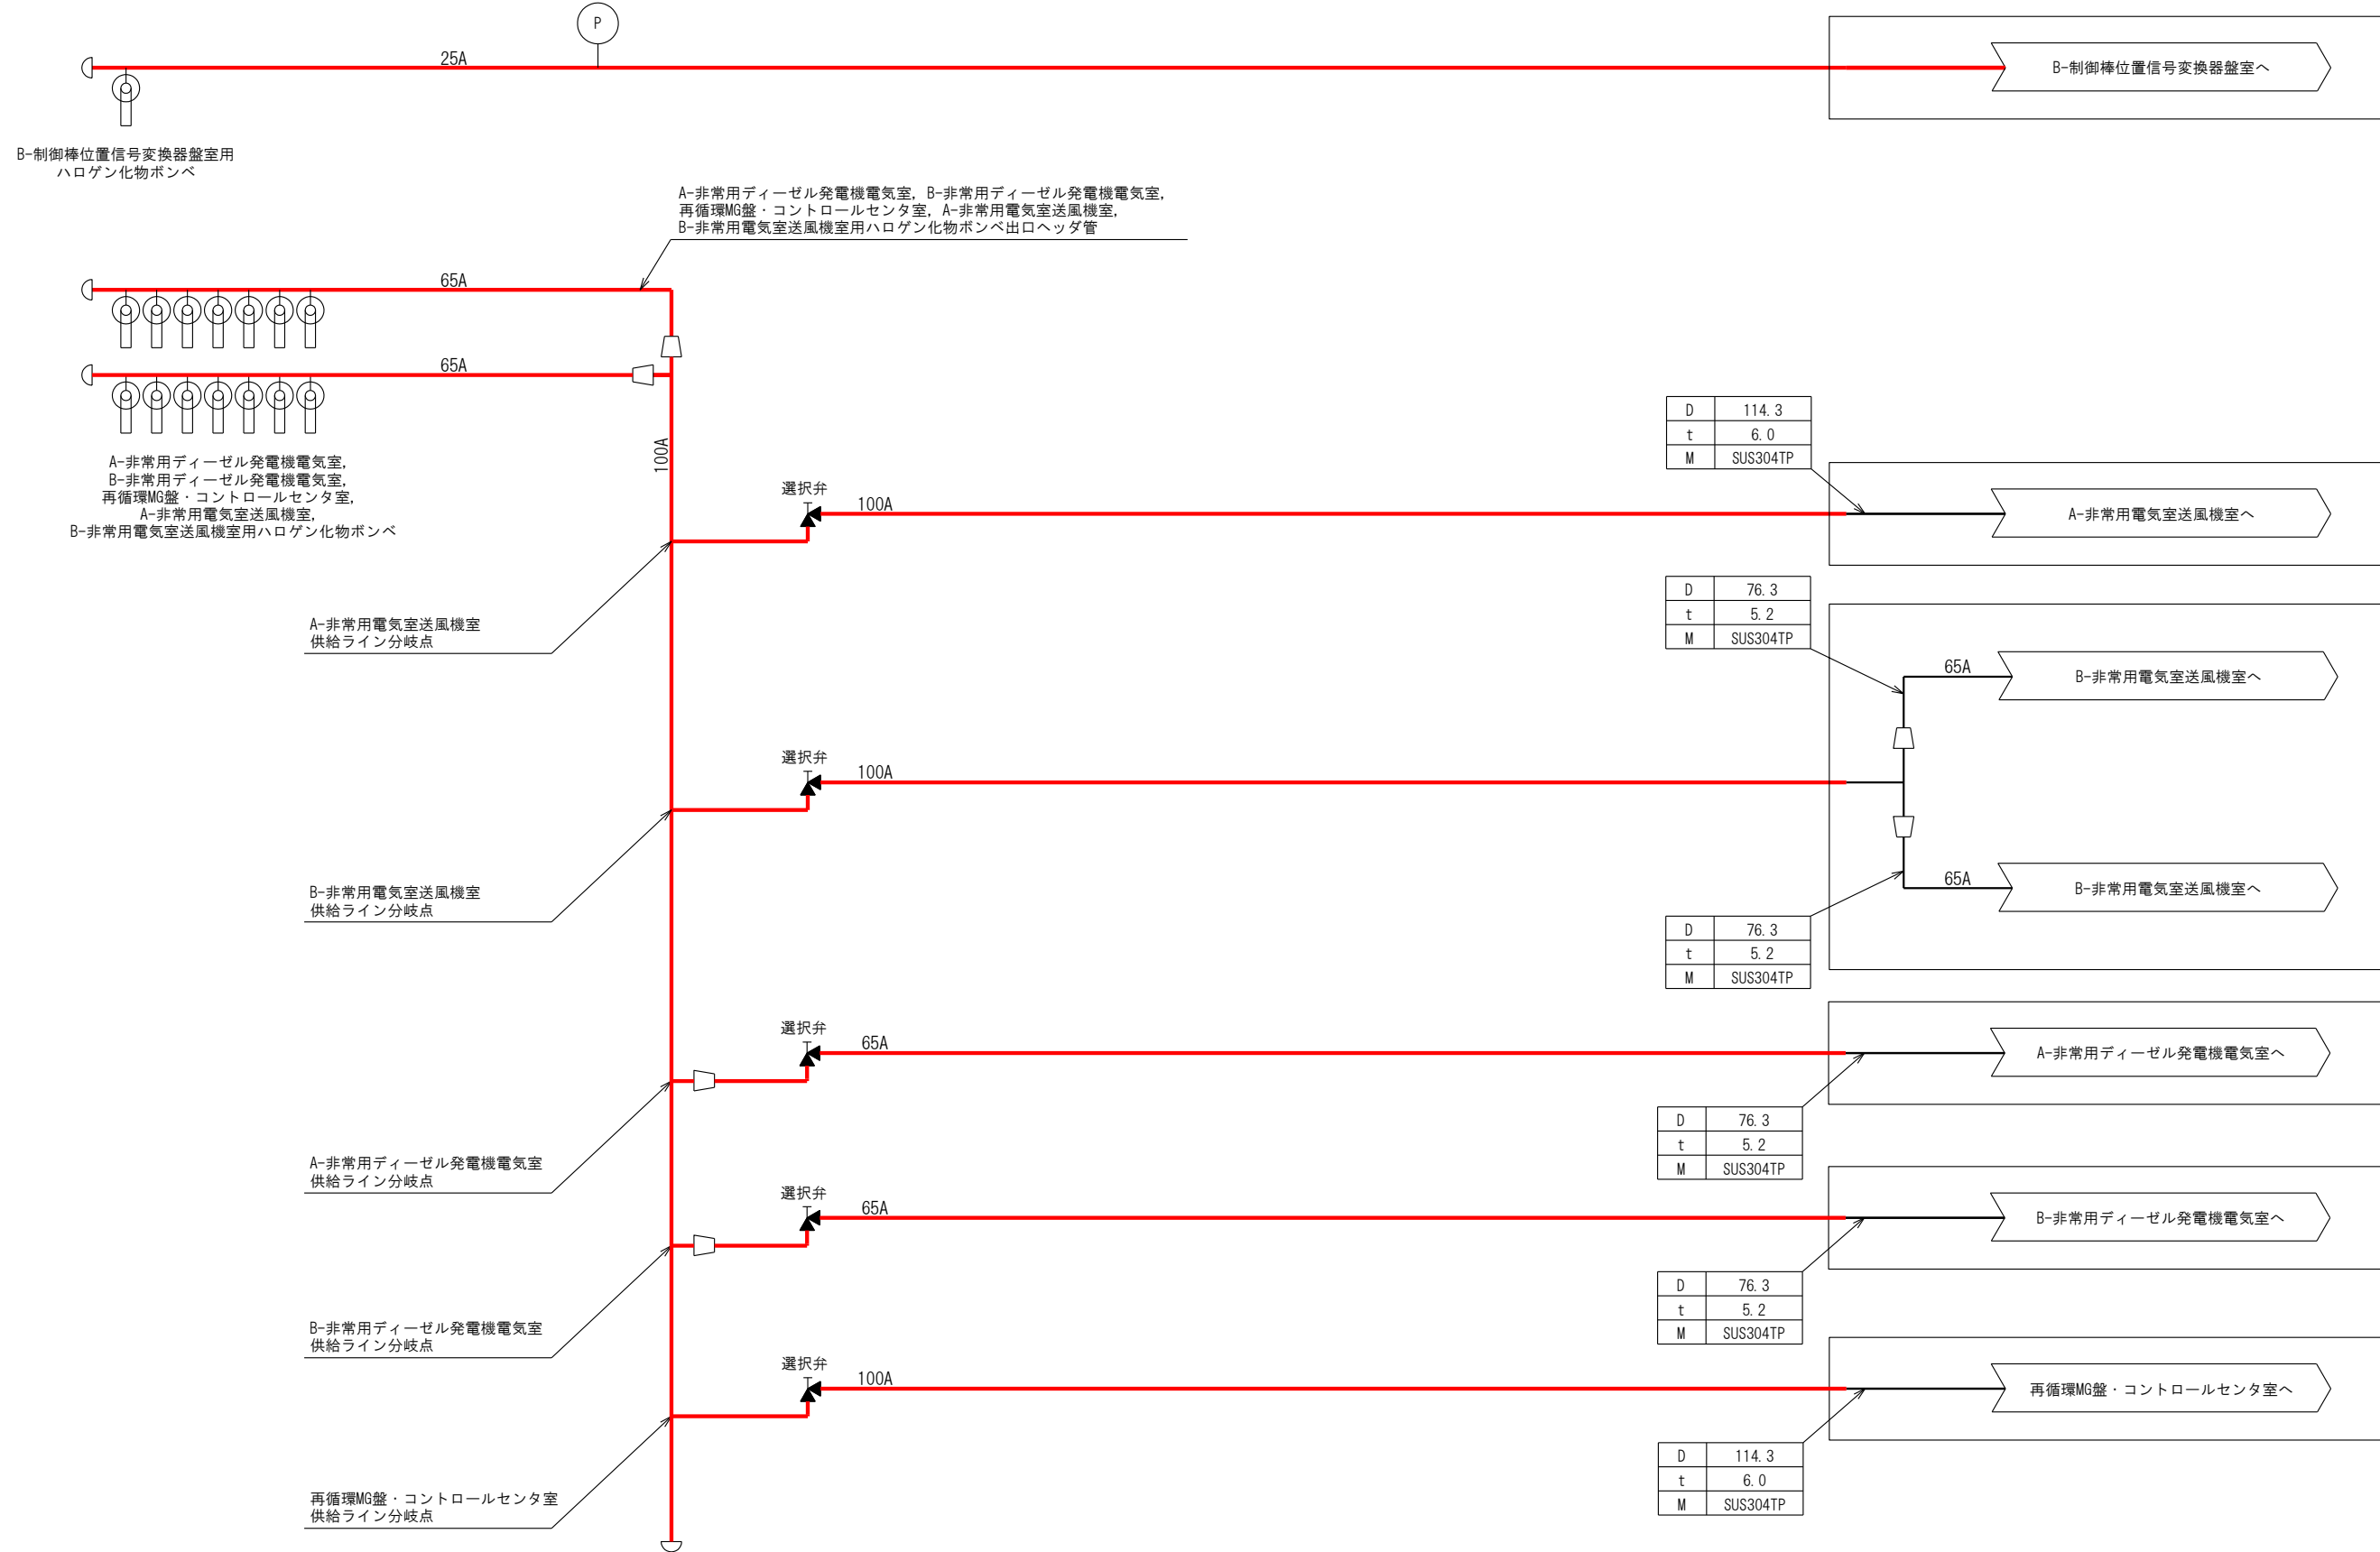 P
25A
B-制御棒位置信号変換器盤室へ
B-制御棒位置信号変換器盤室用
ハロゲン化物ボンベ
A-非常用ディーゼル発電機電気室, B-非常用ディーゼル発電機電気室,
再循環MG盤・コントロールセンタ室, A-非常用電気室送風機室,
B-非常用電気室送風機室用ハロゲン化物ボンベ出口ヘッダ管
65A
65A
100A
A-非常用ディーゼル発電機電気室,
B-非常用ディーゼル発電機電気室,
再循環MG盤・コントロールセンタ室,
A-非常用電気室送風機室,
B-非常用電気室送風機室用ハロゲン化物ボンベ
D 114.3
t 6.0
M SUS304TP
選択弁
100A
A-非常用電気室送風機室へ
A-非常用電気室送風機室
供給ライン分岐点
D 76.3
t 5.2
M SUS304TP
65A
B-非常用電気室送風機室へ
選択弁
100A
B-非常用電気室送風機室
供給ライン分岐点
65A
B-非常用電気室送風機室へ
D 76.3
t 5.2
M SUS304TP
選択弁
65A
A-非常用ディーゼル発電機電気室へ
D 76.3
t 5.2
M SUS304TP
A-非常用ディーゼル発電機電気室
供給ライン分岐点
選択弁
65A
B-非常用ディーゼル発電機電気室へ
D 76.3
t 5.2
M SUS304TP
B-非常用ディーゼル発電機電気室
供給ライン分岐点
選択弁
100A
再循環MG盤・コントロールセンタ室へ
D 114.3
t 6.0
M SUS304TP
再循環MG盤・コントロールセンタ室
供給ライン分岐点